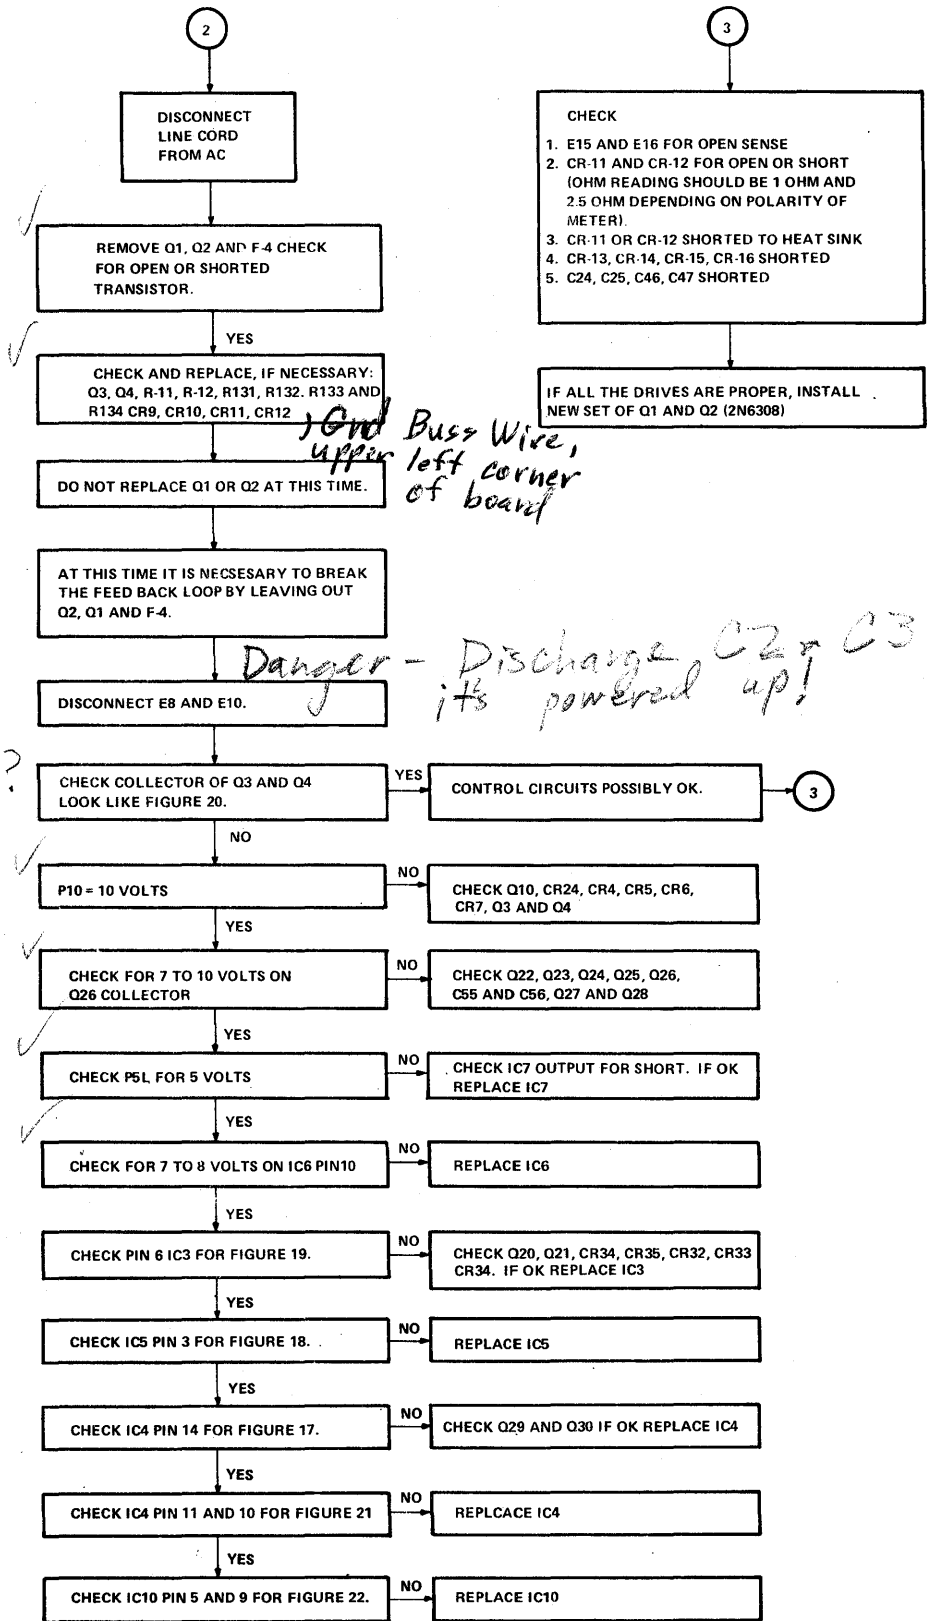 2
DISCONNECT
LINE CORD
FROM AC
REMOVE Q1, Q2 AND F-4 CHECK
FOR OPEN OR SHORTED
TRANSISTOR.
YES
CHECK AND REPLACE, IF NECESSARY:
Q3, Q4, R-11, R-12, R131, R132. R133 AND
R134 CR9, CR10, CR11, CR12
) Gnd Buss Wire,
upper left corner
of board
DO NOT REPLACE Q1 OR Q2 AT THIS TIME.
AT THIS TIME IT IS NECSESARY TO BREAK
THE FEED BACK LOOP BY LEAVING OUT
Q2, Q1 AND F-4.
Danger - Discharge C2 + C3
it's powered up!
DISCONNECT E8 AND E10.
?
CHECK COLLECTOR OF Q3 AND Q4
LOOK LIKE FIGURE 20.
YES
CONTROL CIRCUITS POSSIBLY OK.
3
NO
P10 = 10 VOLTS
NO
CHECK Q10, CR24, CR4, CR5, CR6,
CR7, Q3 AND Q4
YES
CHECK FOR 7 TO 10 VOLTS ON
Q26 COLLECTOR
NO
CHECK Q22, Q23, Q24, Q25, Q26,
C55 AND C56, Q27 AND Q28
YES
CHECK P5L FOR 5 VOLTS
NO
CHECK IC7 OUTPUT FOR SHORT. IF OK
REPLACE IC7
YES
CHECK FOR 7 TO 8 VOLTS ON IC6 PIN10
NO
REPLACE IC6
YES
CHECK PIN 6 IC3 FOR FIGURE 19.
NO
CHECK Q20, Q21, CR34, CR35, CR32, CR33
CR34. IF OK REPLACE IC3
YES
CHECK IC5 PIN 3 FOR FIGURE 18.
NO
REPLACE IC5
YES
CHECK IC4 PIN 14 FOR FIGURE 17.
NO
CHECK Q29 AND Q30 IF OK REPLACE IC4
YES
CHECK IC4 PIN 11 AND 10 FOR FIGURE 21
NO
REPLCACE IC4
YES
CHECK IC10 PIN 5 AND 9 FOR FIGURE 22.
NO
REPLACE IC10
3
CHECK
1. E15 AND E16 FOR OPEN SENSE
2. CR-11 AND CR-12 FOR OPEN OR SHORT
(OHM READING SHOULD BE 1 OHM AND
2.5 OHM DEPENDING ON POLARITY OF
METER).
3. CR-11 OR CR-12 SHORTED TO HEAT SINK
4. CR-13, CR-14, CR-15, CR-16 SHORTED
5. C24, C25, C46, C47 SHORTED
IF ALL THE DRIVES ARE PROPER, INSTALL
NEW SET OF Q1 AND Q2 (2N6308)